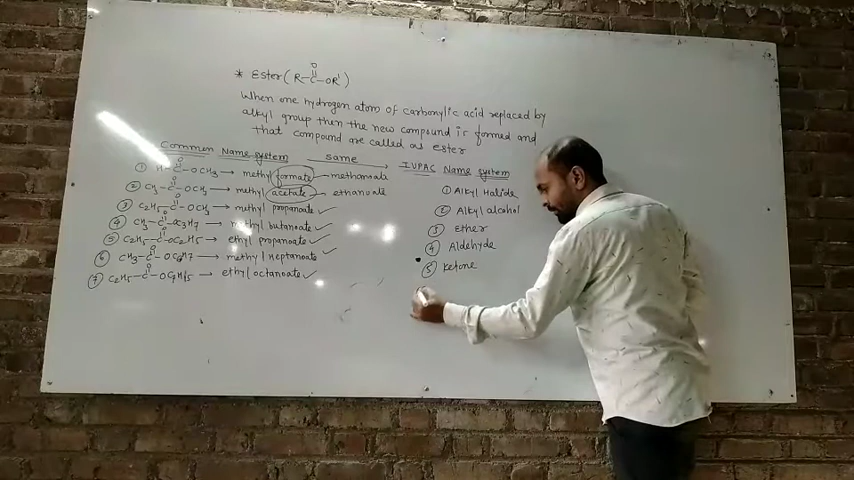 * Ester ( R-C-OR' )
O
When one hydrogen atom of carbonylic acid replaced by
alkyl group then the new compound is formed and
that compound are called as ester
Common Name system same → IUPAC Name system
① H-C-OCH3 → methyl formate - methomoate
O
② CH3-C-OCH3 → methyl acetate - ethanoate
O
③ C2H5-C-OCH3 → methyl propanoate ✓
O
④ CH3-C-OC3H7 → methyl butanoate ✓
O
⑤ C2H5-C-OC2H5 → ethyl propanoate ✓
O
⑥ CH3-C-OC6H7 → methyl heptanoate ✓
O
⑦ C2H5-C-OC7H15 → ethyl octanoate ✓
O
① Alkyl Halide
② Alkyl alcohol
③ Ether
④ Aldehyde
⑤ Ketone